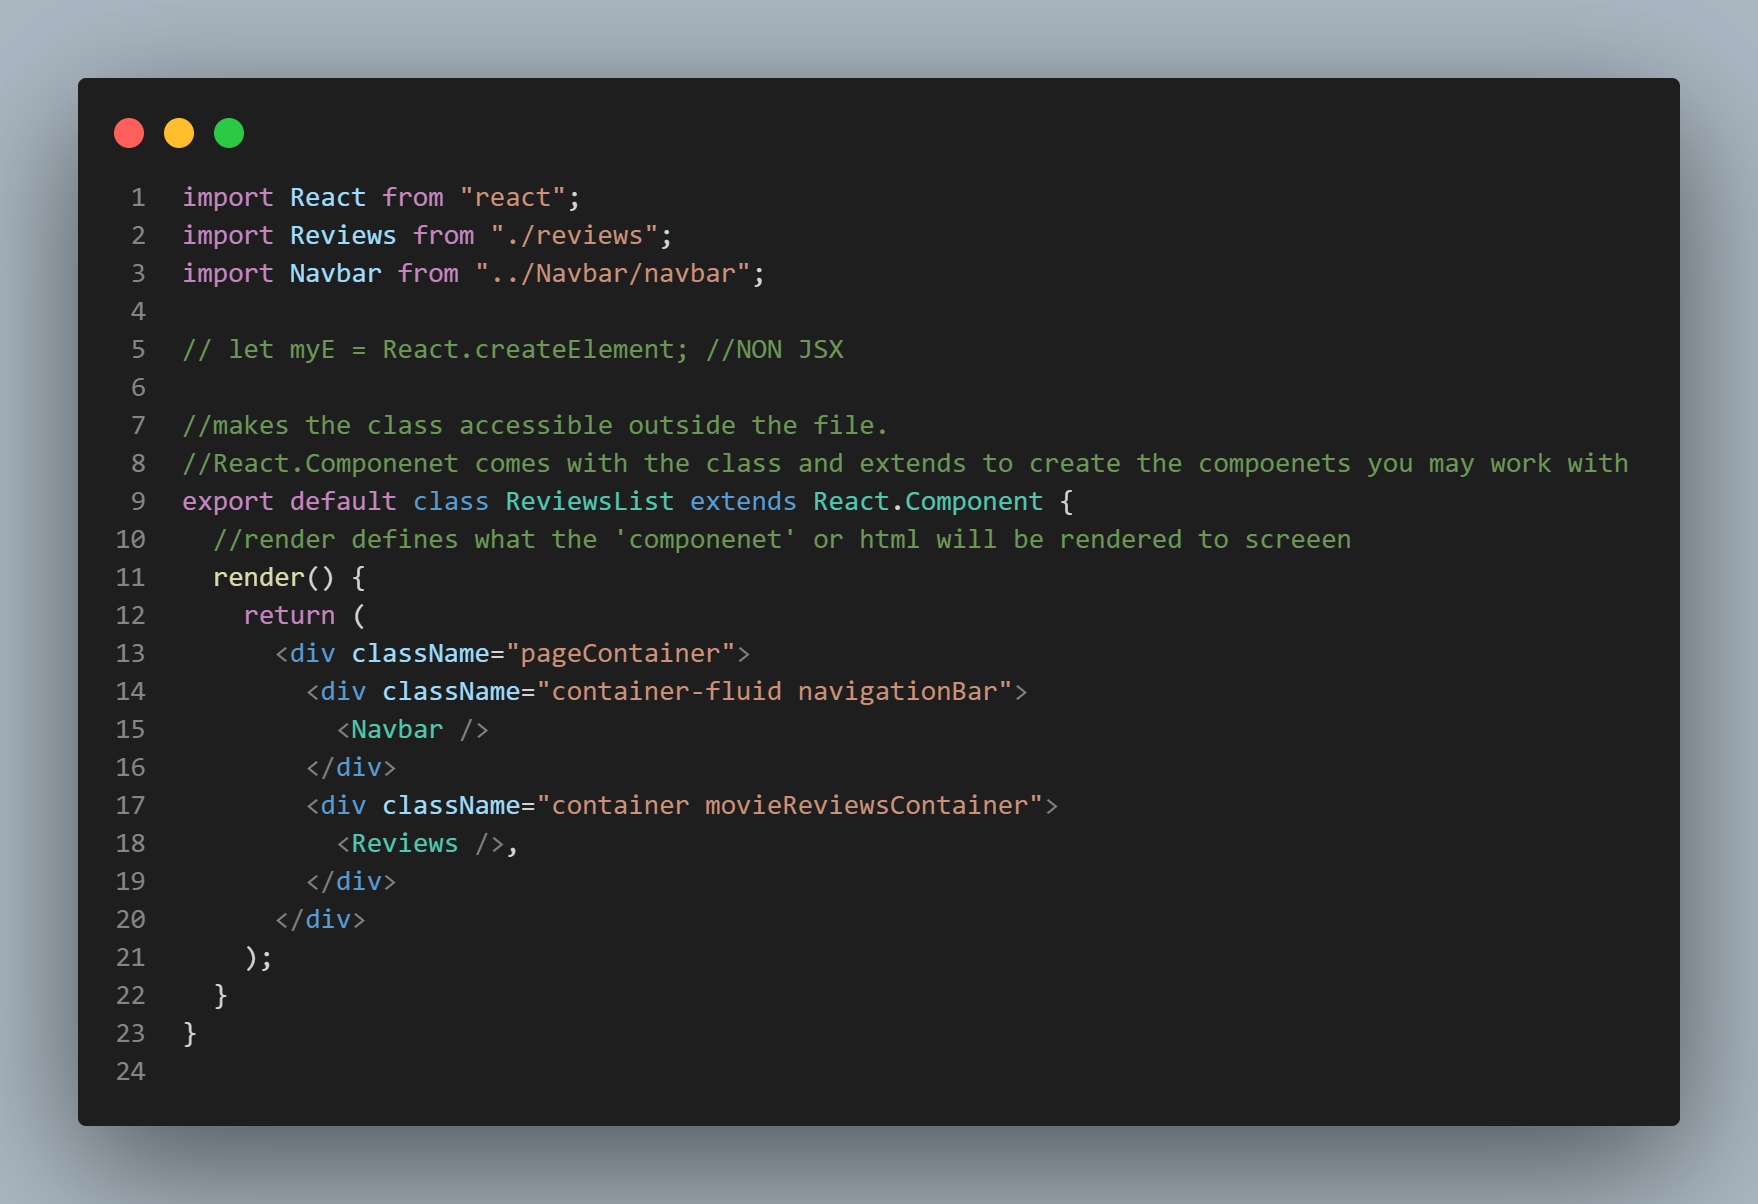 1 import React from "react";
2 import Reviews from "./reviews";
3 import Navbar from "../Navbar/navbar";
4
5 // let myE = React.createElement; //NON JSX
6
7 //makes the class accessible outside the file.
8 //React.Componenet comes with the class and extends to create the compoenets you may work with
9 export default class ReviewsList extends React.Component {
10   //render defines what the 'componenet' or html will be rendered to screeen
11   render() {
12     return (
13       <div className="pageContainer">
14         <div className="container-fluid navigationBar">
15           <Navbar />
16         </div>
17         <div className="container movieReviewsContainer">
18           <Reviews />,
19         </div>
20       </div>
21     );
22   }
23 }
24